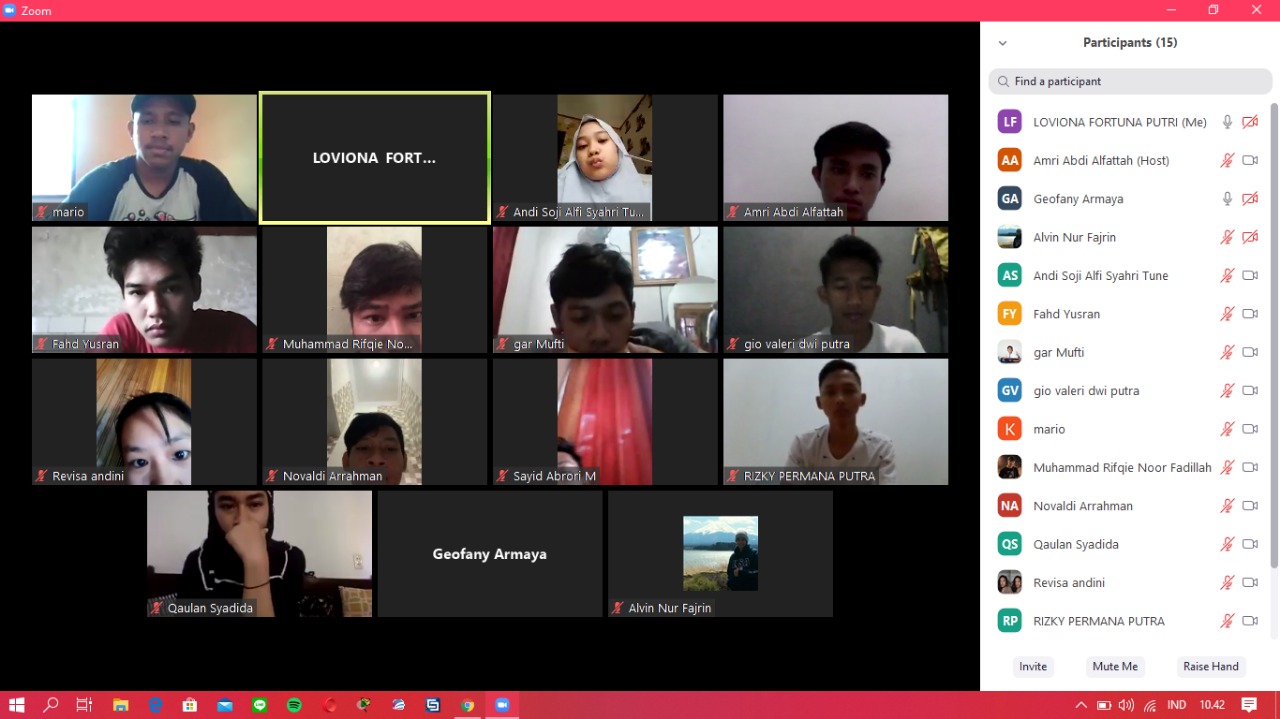 Zoom
mario
LOVIONA FORT...
Andi Soji Alfi Syahri Tu...
Amri Abdi Alfattah
Fahd Yusran
Muhammad Rifqie No...
gar Mufti
gio valeri dwi putra
Revisa andini
Novaldi Arrahman
Sayid Abrori M
RIZKY PERMANA PUTRA
Qaulan Syadida
Geofany Armaya
Alvin Nur Fajrin
Participants (15)
Find a participant
LF LOVIONA FORTUNA PUTRI (Me)
AA Amri Abdi Alfattah (Host)
GA Geofany Armaya
Alvin Nur Fajrin
AS Andi Soji Alfi Syahri Tune
FY Fahd Yusran
gar Mufti
GV gio valeri dwi putra
K mario
Muhammad Rifqie Noor Fadillah
NA Novaldi Arrahman
QS Qaulan Syadida
Revisa andini
RP RIZKY PERMANA PUTRA
Invite Mute Me Raise Hand
IND 10.42